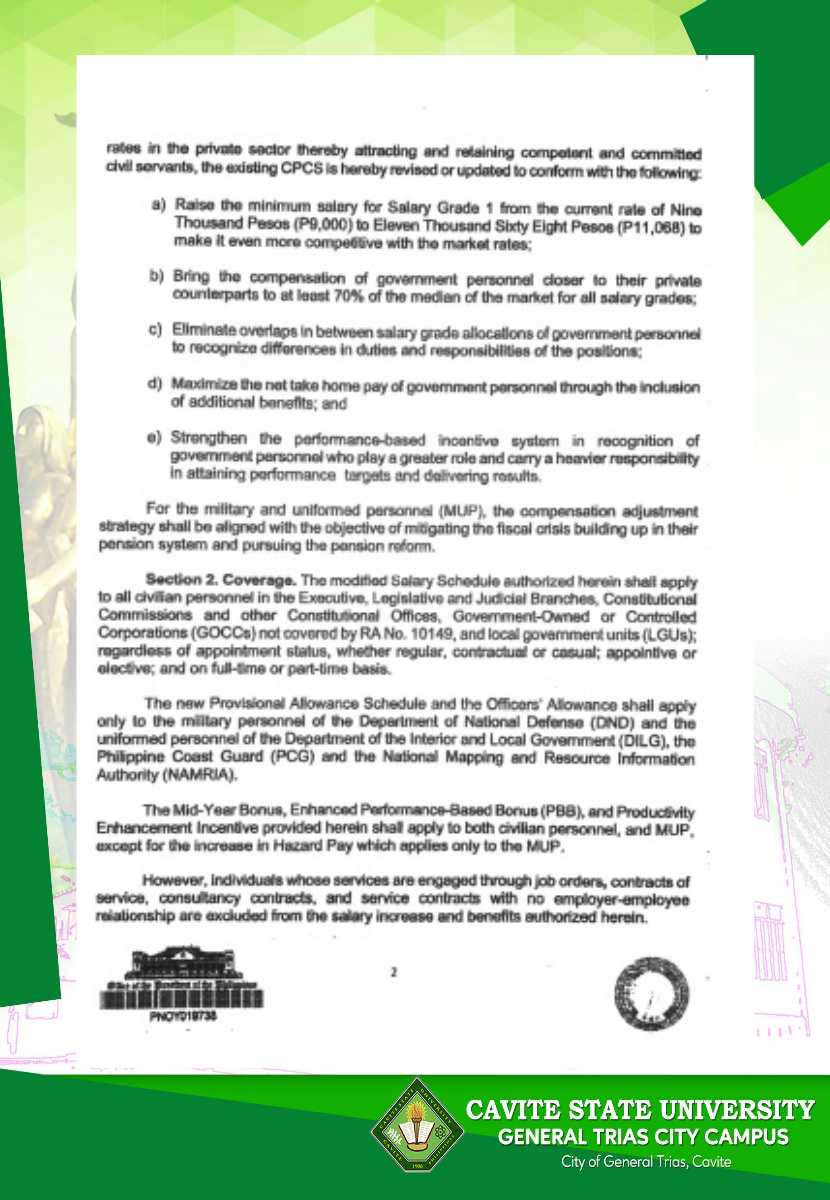 rates in the private sector thereby attracting and retaining competent and committed
civil servants, the existing CPCS is hereby revised or updated to conform with the following:
a) Raise the minimum salary for Salary Grade 1 from the current rate of Nine
Thousand Pesos (P9,000) to Eleven Thousand Sixty Eight Pesos (P11,068) to
make it even more competitive with the market rates;
b) Bring the compensation of government personnel closer to their private
counterparts to at least 70% of the median of the market for all salary grades;
c) Eliminate overlaps in between salary grade allocations of government personnel
to recognize differences in duties and responsibilities of the positions;
d) Maximize the net take home pay of government personnel through the inclusion
of additional benefits; and
e) Strengthen the performance-based incentive system in recognition of
government personnel who play a greater role and carry a heavier responsibility
in attaining performance targets and delivering results.
For the military and uniformed personnel (MUP), the compensation adjustment
strategy shall be aligned with the objective of mitigating the fiscal crisis building up in their
pension system and pursuing the pension reform.
Section 2. Coverage. The modified Salary Schedule authorized herein shall apply
to all civilian personnel in the Executive, Legislative and Judicial Branches, Constitutional
Commissions and other Constitutional Offices, Government-Owned or Controlled
Corporations (GOCCs) not covered by RA No. 10149, and local government units (LGUs);
regardless of appointment status, whether regular, contractual or casual; appointive or
elective; and on full-time or part-time basis.
The new Provisional Allowance Schedule and the Officers' Allowance shall apply
only to the military personnel of the Department of National Defense (DND) and the
uniformed personnel of the Department of the Interior and Local Government (DILG), the
Philippine Coast Guard (PCG) and the National Mapping and Resource Information
Authority (NAMRIA).
The Mid-Year Bonus, Enhanced Performance-Based Bonus (PBB), and Productivity
Enhancement Incentive provided herein shall apply to both civilian personnel, and MUP,
except for the increase in Hazard Pay which applies only to the MUP.
However, individuals whose services are engaged through job orders, contracts of
service, consultancy contracts, and service contracts with no employer-employee
relationship are excluded from the salary increase and benefits authorized herein.
2
Office of the President of the Philippines
PNOY019738
CAVITE STATE UNIVERSITY
GENERAL TRIAS CITY CAMPUS
City of General Trias, Cavite
1906